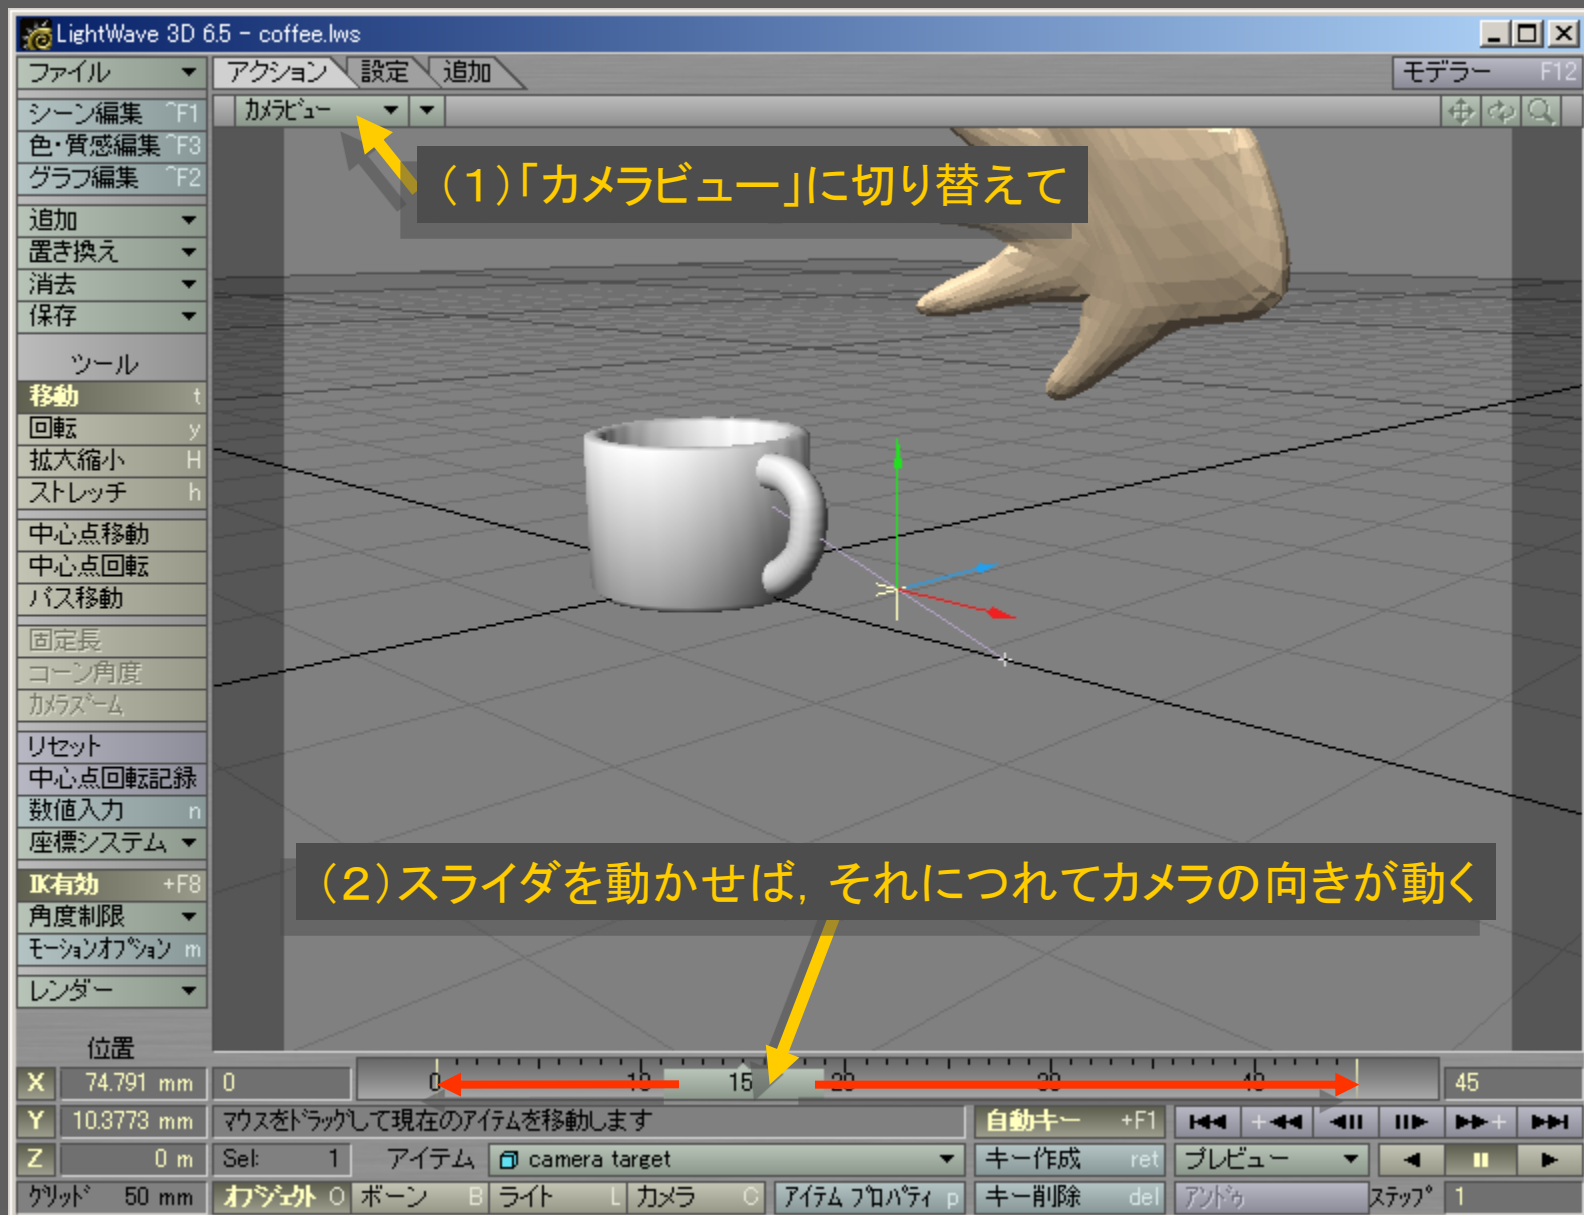 LightWave 3D 6.5 - coffee.lws
ファイル
アクション 設定 追加
モデラー F12
カメラビュー
シーン編集 ^F1
色・質感編集 ^F3
グラフ編集 ^F2
(1)「カメラビュー」に切り替えて
追加
置き換え
消去
保存
ツール
移動 t
回転 y
拡大縮小 H
ストレッチ h
中心点移動
中心点回転
パス移動
固定長
コーン角度
カメラズーム
リセット
中心点回転記録
数値入力 n
座標システム
IK有効 +F8
角度制限
モーションオプション m
レンダー
(2)スライダを動かせば,それにつれてカメラの向きが動く
位置
X 74.791 mm 0 0 10 15 20 30 40 45
Y 10.3773 mm マウスをドラッグして現在のアイテムを移動します 自動キー +F1
Z 0 m Sel: 1 アイテム camera target キー作成 ret プレビュー
グリッド 50 mm オブジェクト O ボーン B ライト L カメラ C アイテム プロパティ p キー削除 del アンドゥ ステップ 1